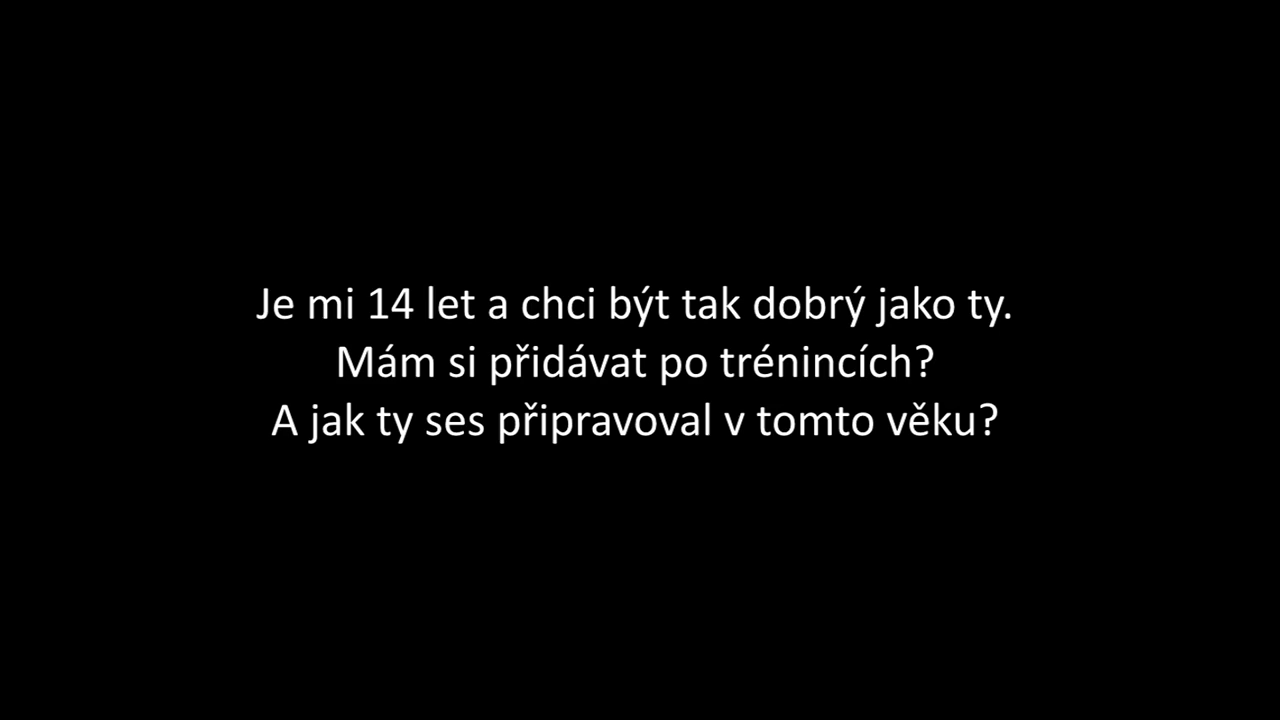 Je mi 14 let a chci být tak dobrý jako ty.
Mám si přidávat po trénincích?
A jak ty ses připravoval v tomto věku?